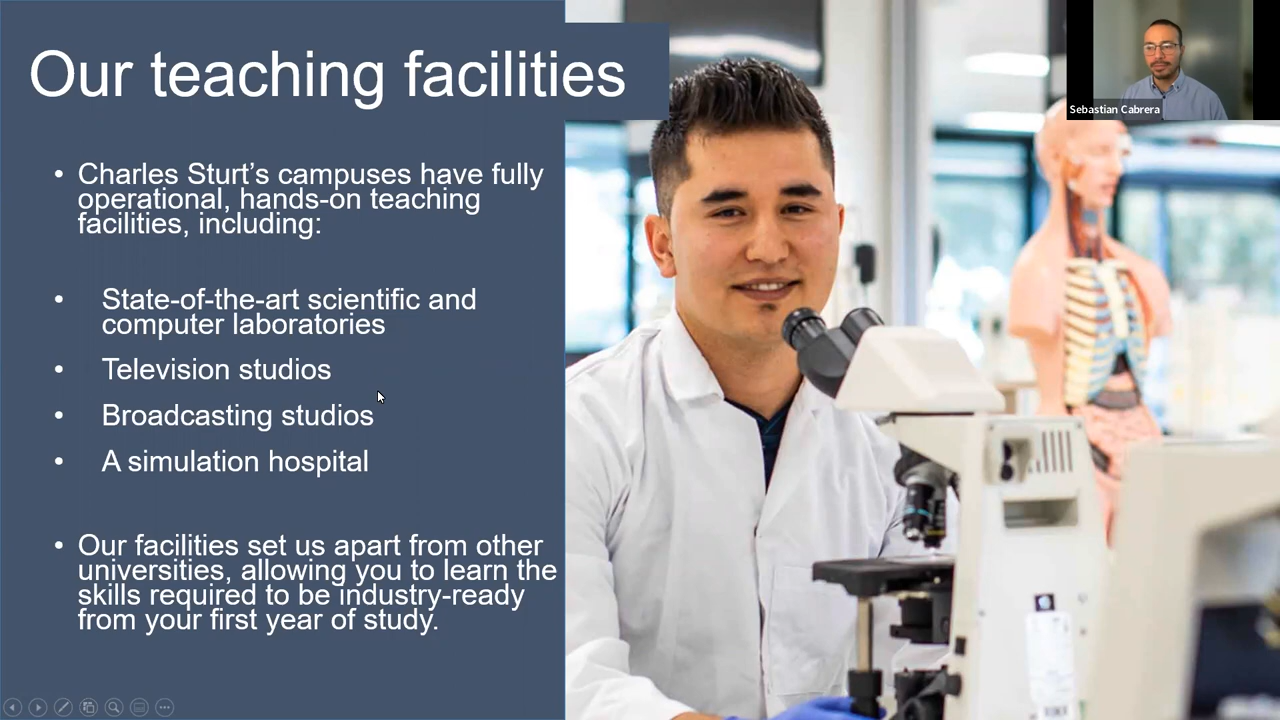 Our teaching facilities
Sebastian Cabrera
• Charles Sturt’s campuses have fully
operational, hands-on teaching
facilities, including:
• State-of-the-art scientific and
computer laboratories
• Television studios
• Broadcasting studios
• A simulation hospital
• Our facilities set us apart from other
universities, allowing you to learn the
skills required to be industry-ready
from your first year of study.